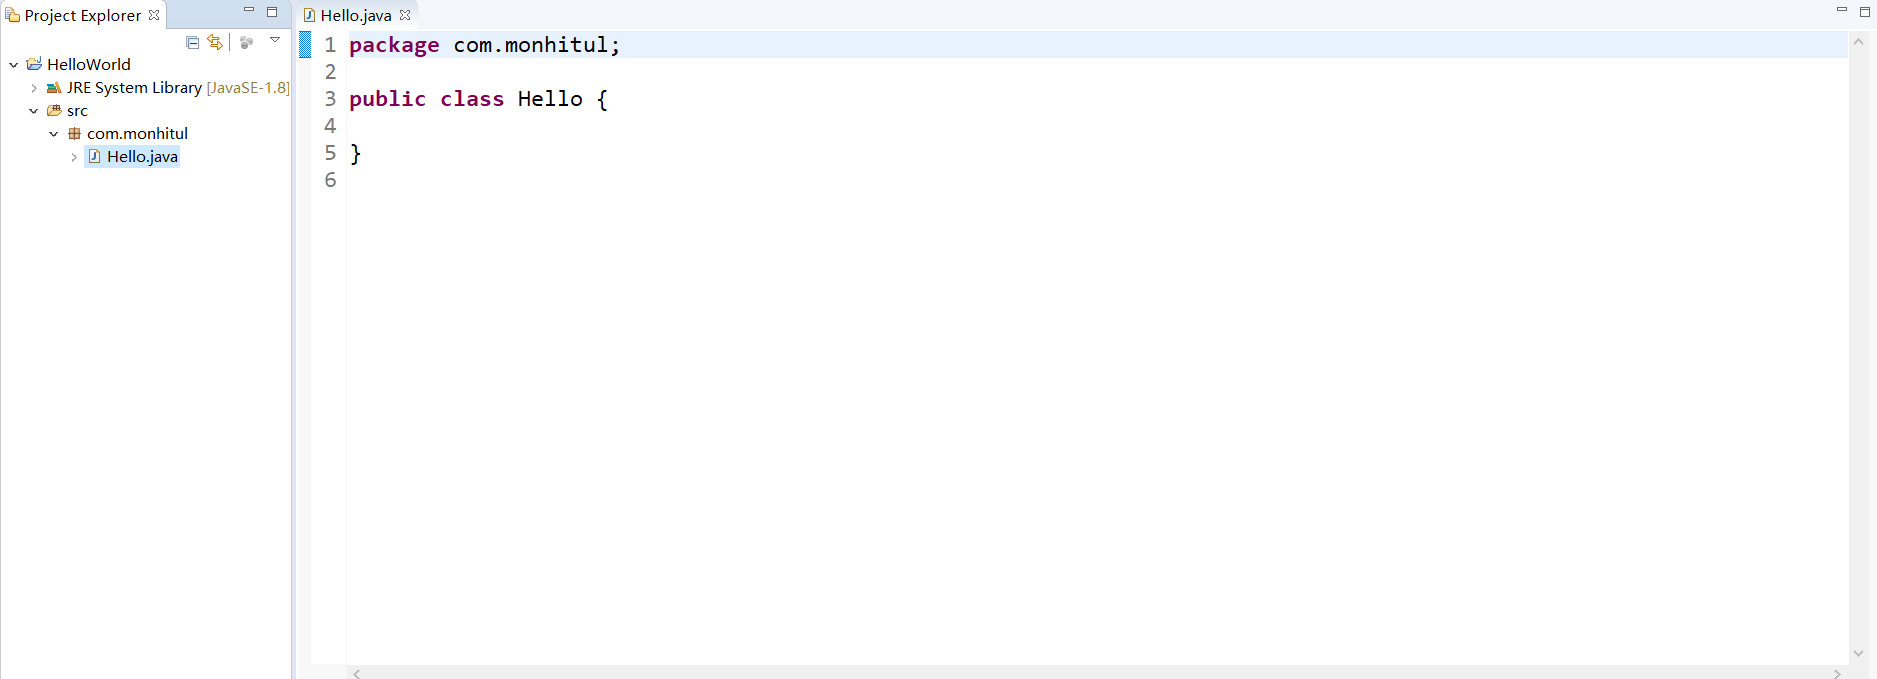 Project Explorer
HelloWorld
JRE System Library [JavaSE-1.8]
src
com.monhitul
Hello.java
Hello.java
1 package com.monhitul;
2
3 public class Hello {
4
5 }
6